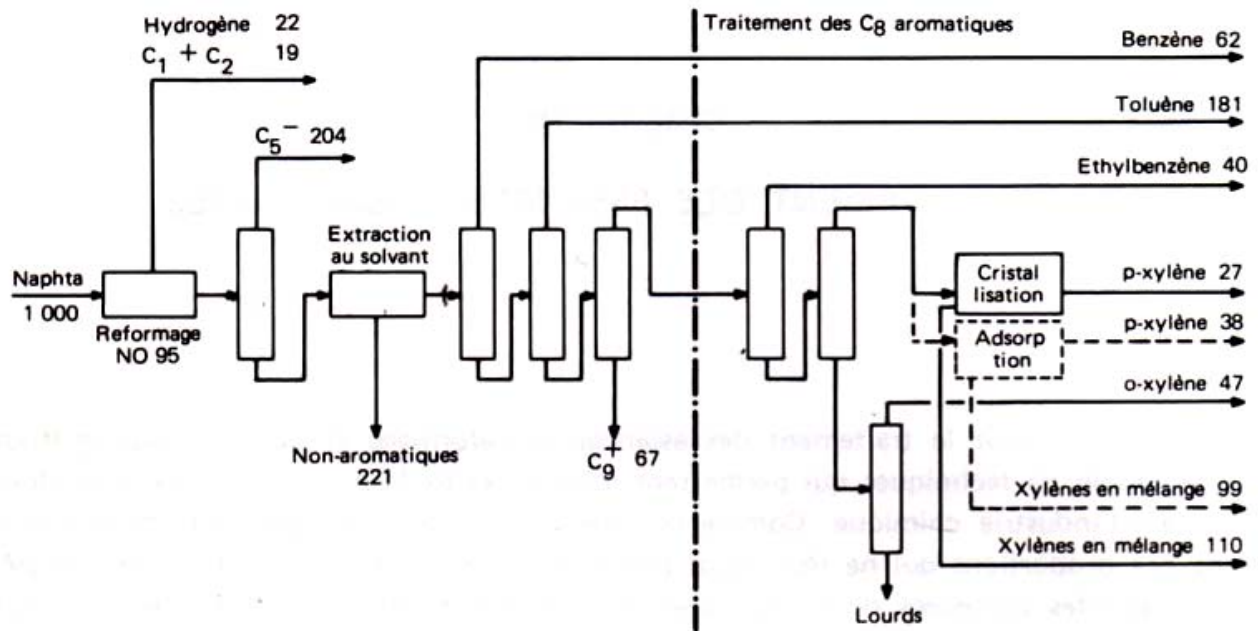 Hydrogène 22
C₁ + C₂ 19
Traitement des C₈ aromatiques
Benzène 62
Toluène 181
C₅⁻ 204
Ethylbenzène 40
Extraction
au solvant
Naphta
1 000
Reformage
NO 95
Cristal
lisation
p-xylène 27
Adsorp
tion
p-xylène 38
o-xylène 47
Non-aromatiques
221
C₉⁺ 67
Xylènes en mélange 99
Xylènes en mélange 110
Lourds